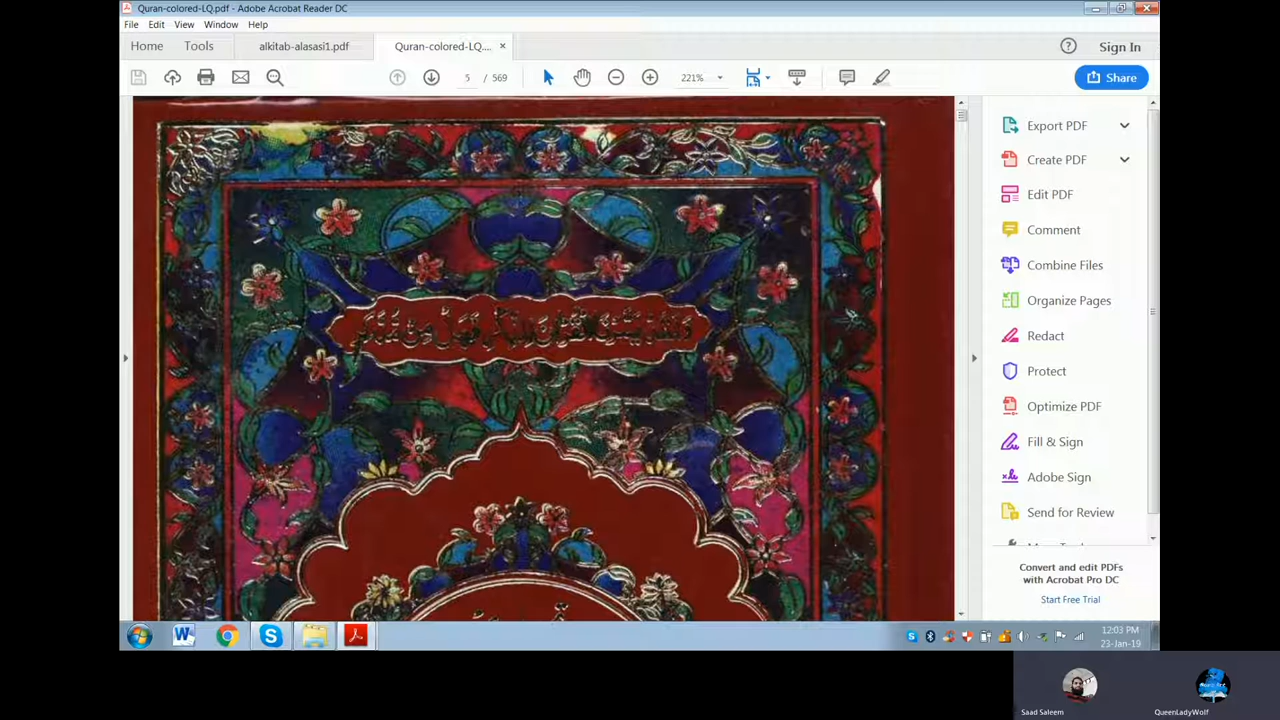 Quran-colored-LQ.pdf - Adobe Acrobat Reader DC
File Edit View Window Help
Home Tools alkitab-alasasi1.pdf Quran-colored-LQ.... ×
Sign In
5 / 569 221% Share
Export PDF
Create PDF
Edit PDF
Comment
Combine Files
Organize Pages
Redact
Protect
Optimize PDF
Fill & Sign
Adobe Sign
Send for Review
Convert and edit PDFs
with Acrobat Pro DC
Start Free Trial
12:03 PM
23-Jan-19
Saad Saleem QueenLadyWolf